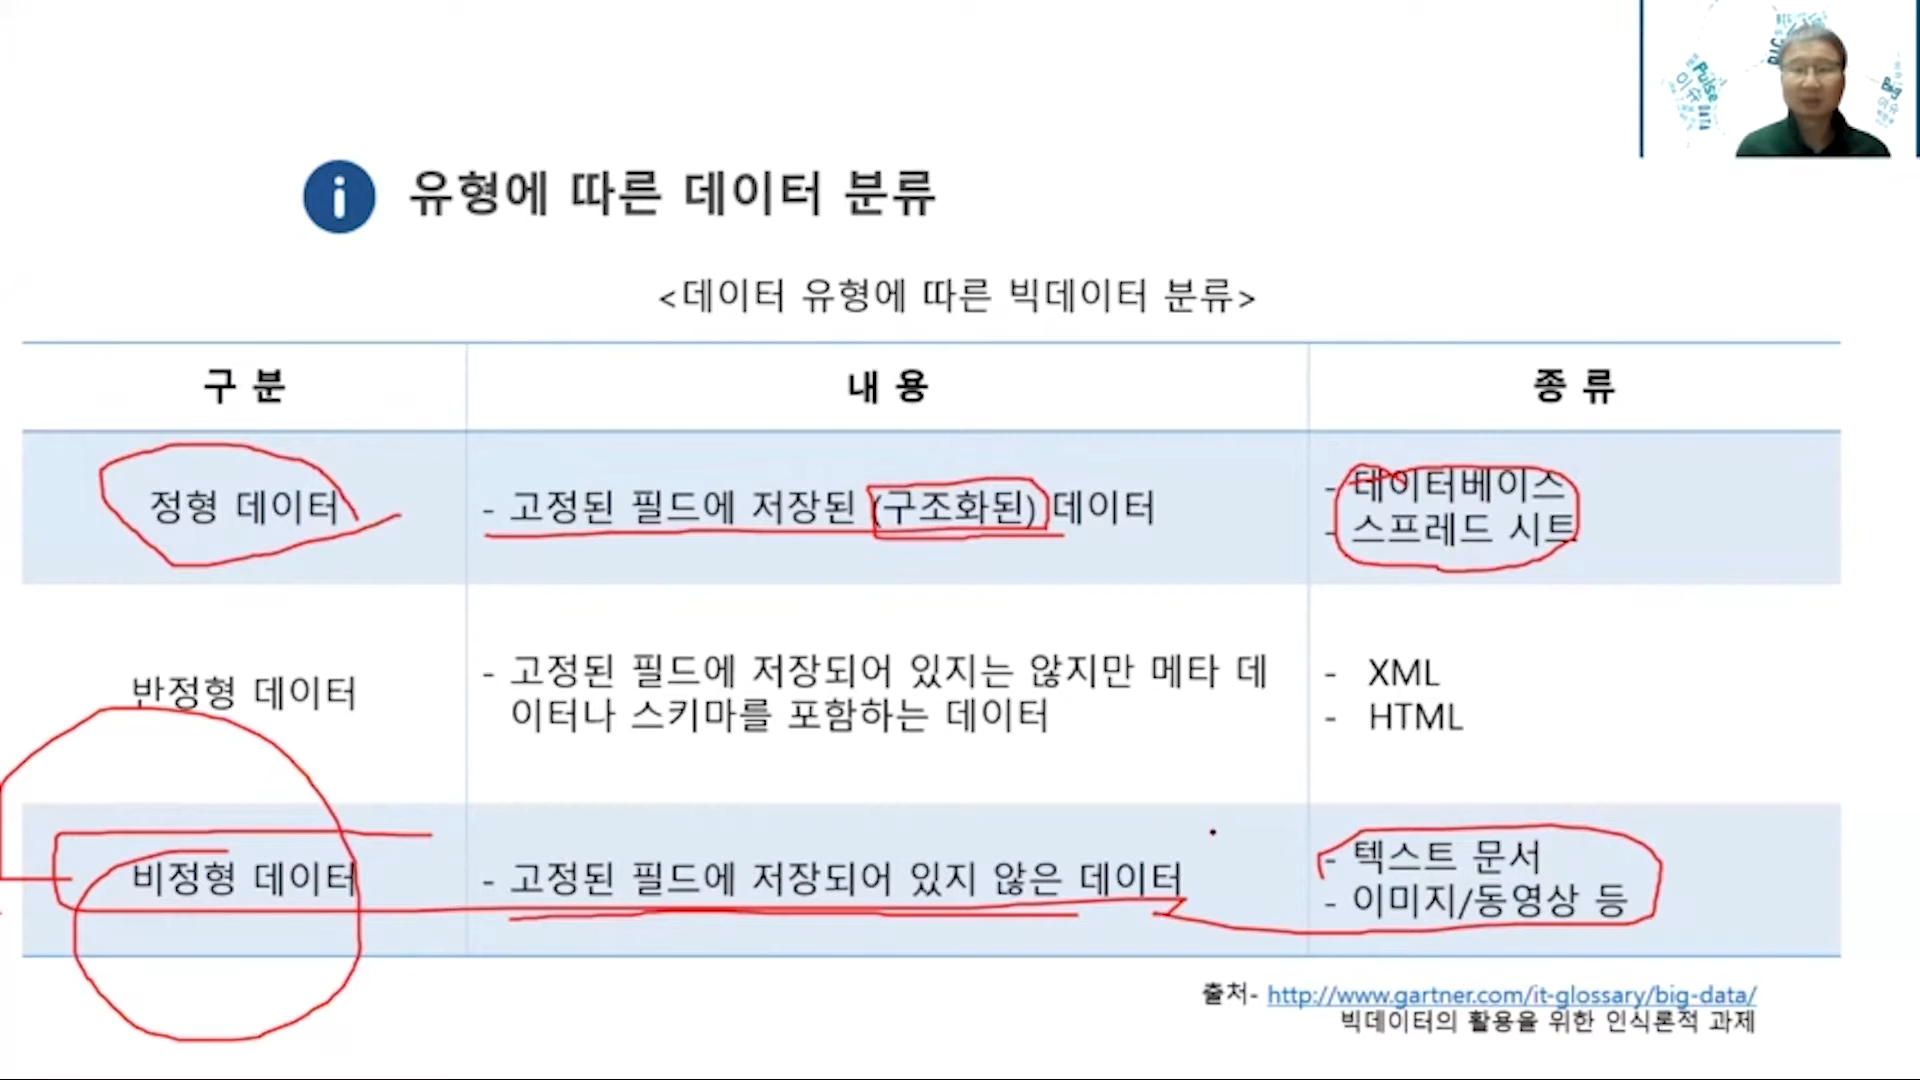 Pulse
이슈
DATA
유형에 따른 데이터 분류
<데이터 유형에 따른 빅데이터 분류>
구 분
내 용
종 류
정형 데이터
- 고정된 필드에 저장된 (구조화된) 데이터
- 데이터베이스
- 스프레드 시트
반정형 데이터
- 고정된 필드에 저장되어 있지는 않지만 메타 데
이터나 스키마를 포함하는 데이터
- XML
- HTML
비정형 데이터
- 고정된 필드에 저장되어 있지 않은 데이터
- 텍스트 문서
- 이미지/동영상 등
출처- http://www.gartner.com/it-glossary/big-data/
빅데이터의 활용을 위한 인식론적 과제